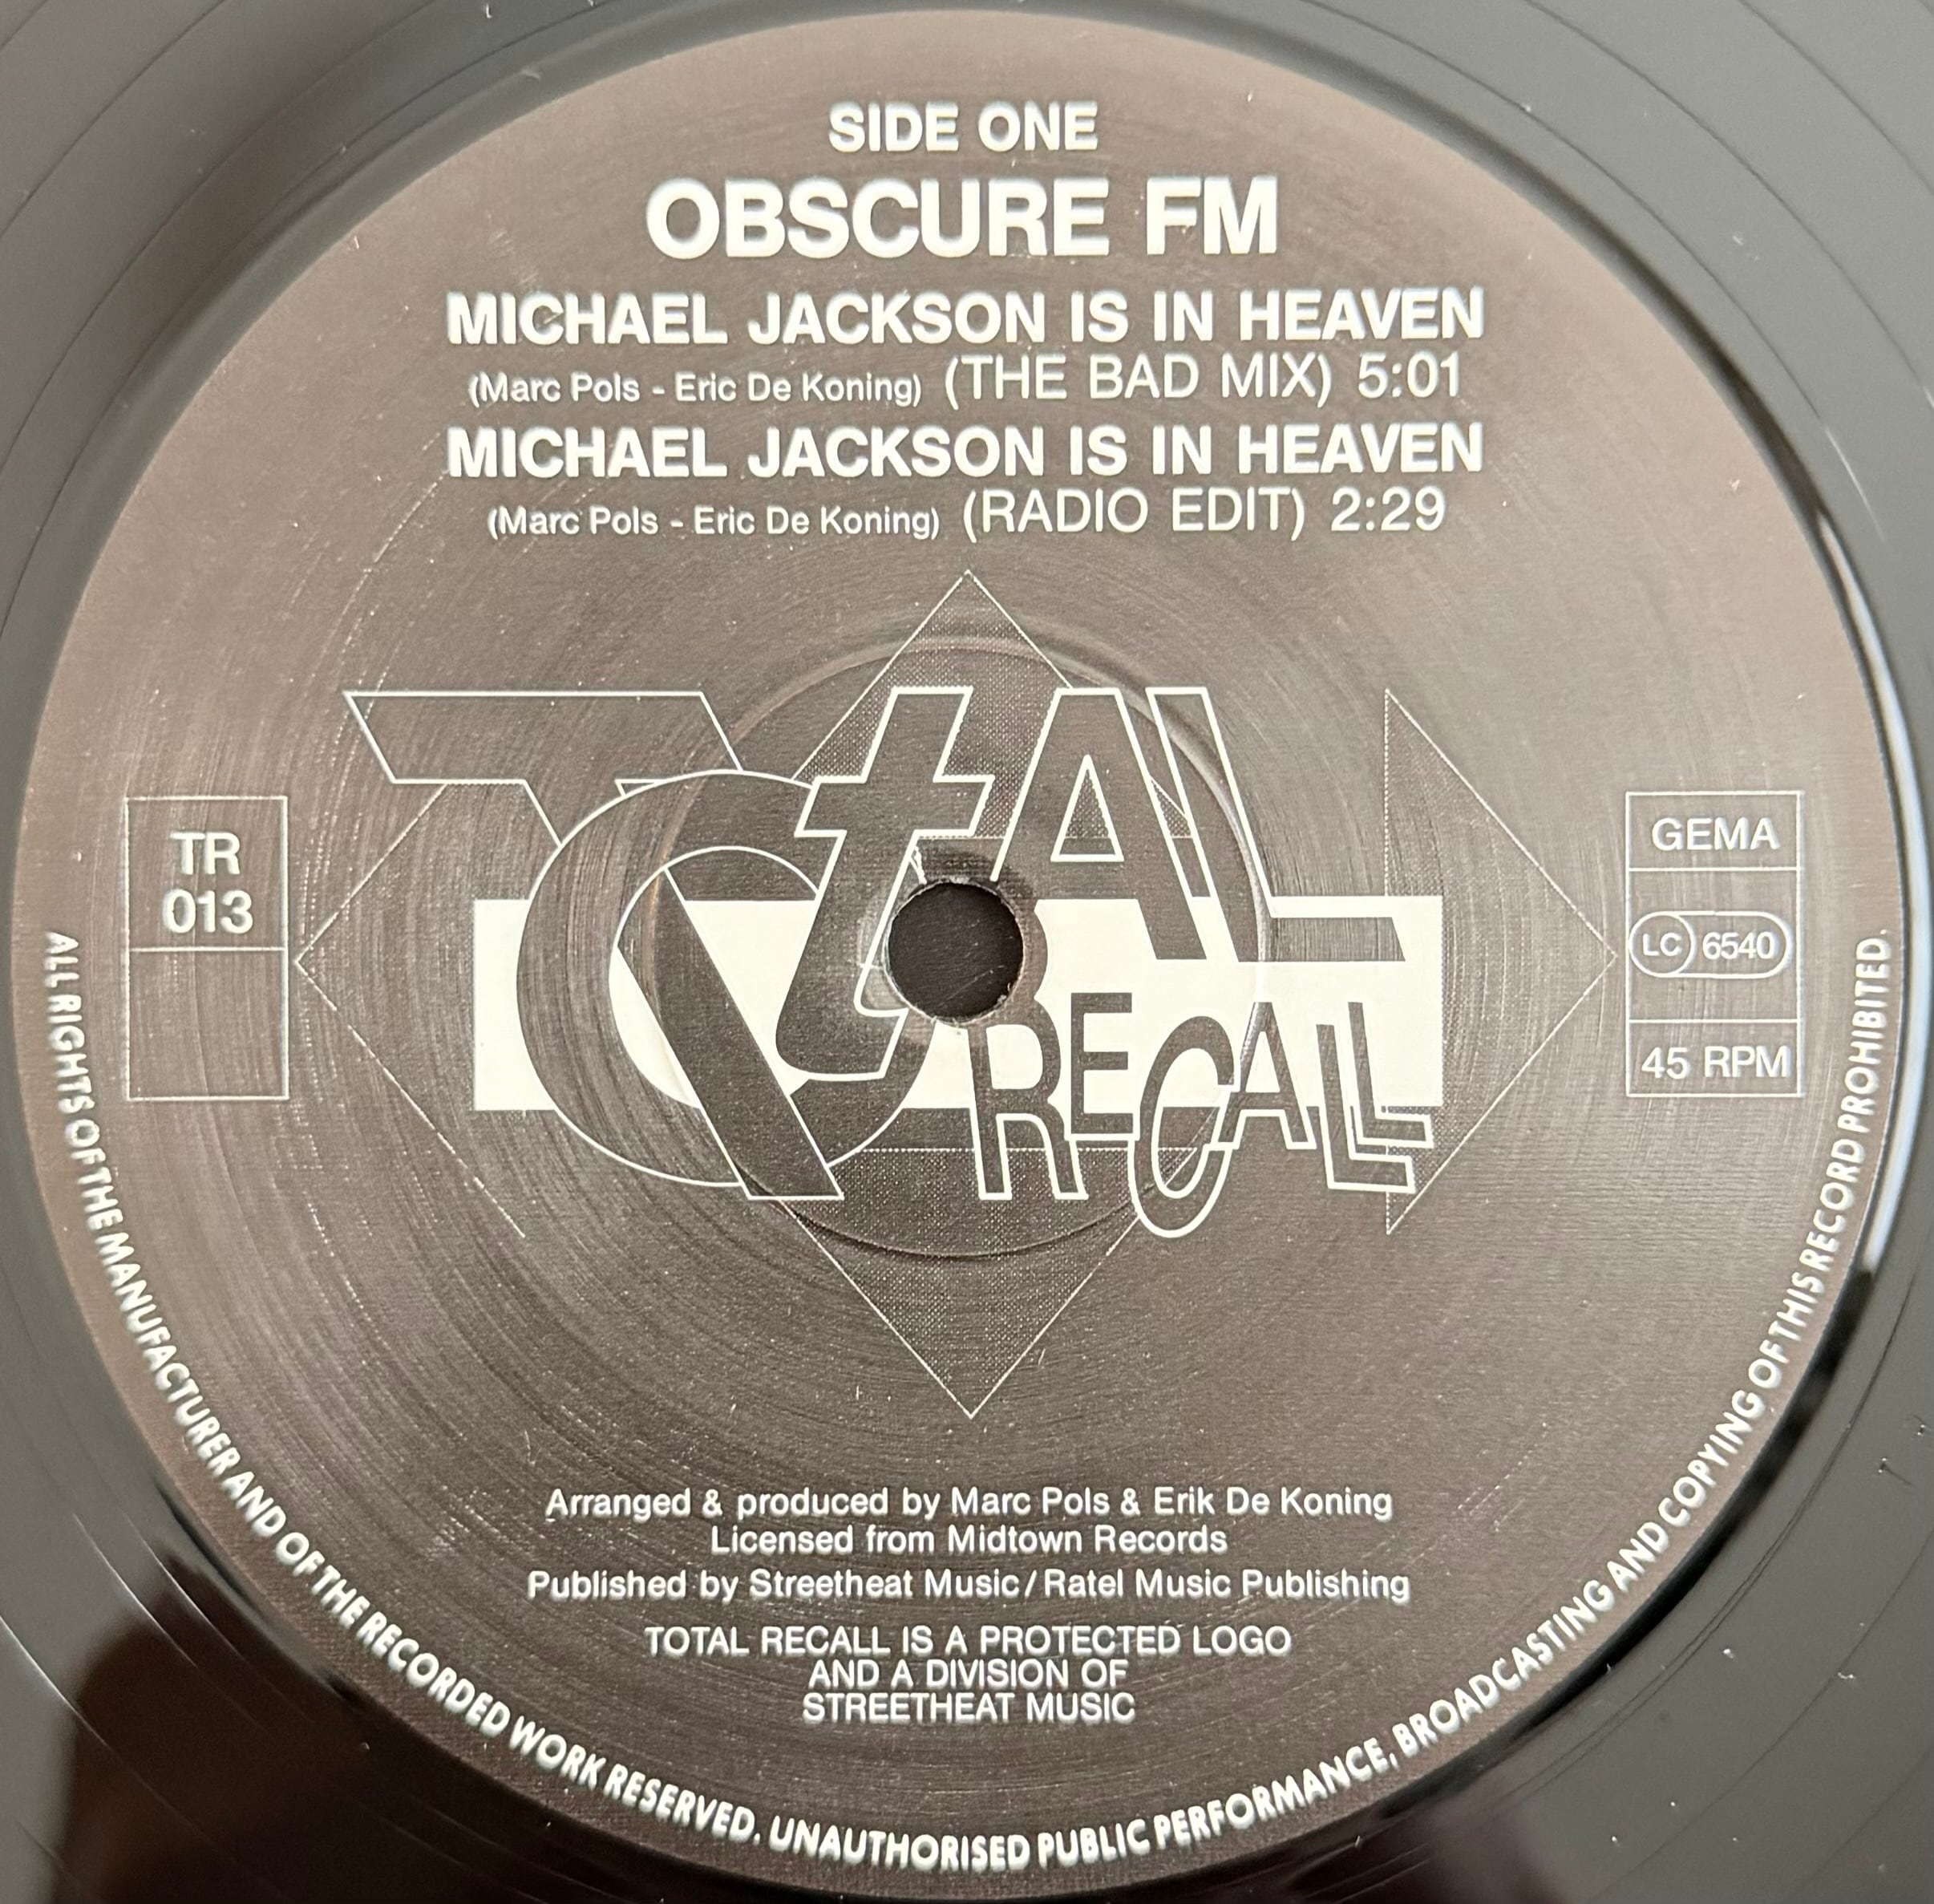 SIDE ONE
OBSCURE FM
MICHAEL JACKSON IS IN HEAVEN
(Marc Pols - Eric De Koning) (THE BAD MIX) 5:01
MICHAEL JACKSON IS IN HEAVEN
(Marc Pols - Eric De Koning) (RADIO EDIT) 2:29
TOtAL
RECALL
TR
013
GEMA
LC 6540
45 RPM
Arranged & produced by Marc Pols & Erik De Koning
Licensed from Midtown Records
Published by Streetheat Music/Ratel Music Publishing
TOTAL RECALL IS A PROTECTED LOGO
AND A DIVISION OF
STREETHEAT MUSIC
ALL RIGHTS OF THE MANUFACTURER AND OF THE RECORDED WORK RESERVED. UNAUTHORISED PUBLIC PERFORMANCE, BROADCASTING AND COPYING OF THIS RECORD PROHIBITED.